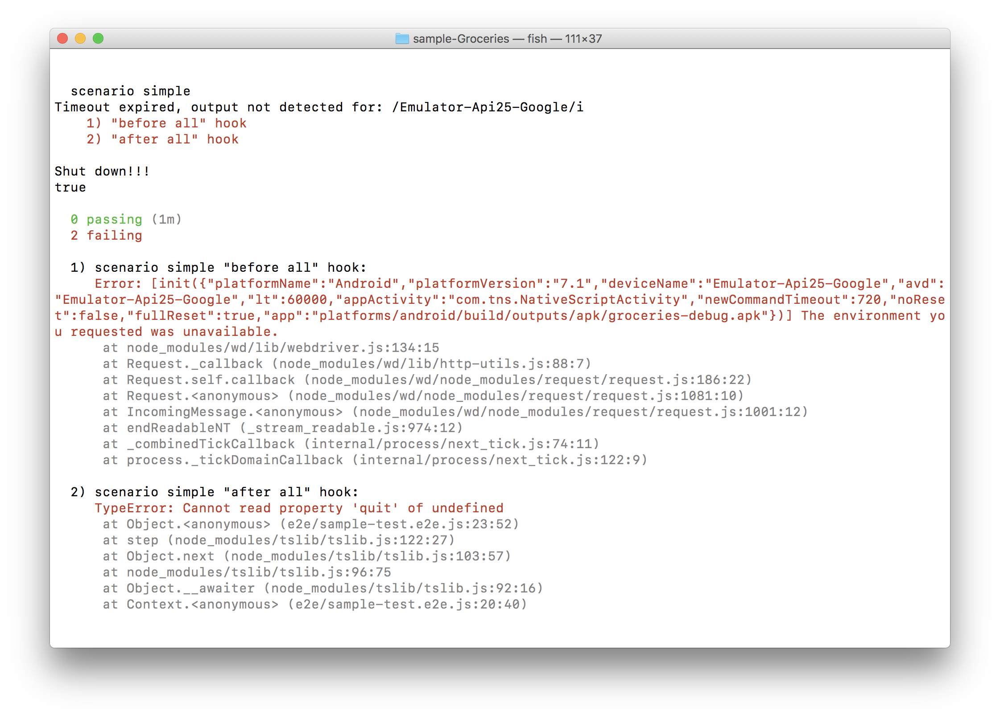 sample-Groceries — fish — 111×37
scenario simple
Timeout expired, output not detected for: /Emulator-Api25-Google/i
1) "before all" hook
2) "after all" hook
Shut down!!!
true
0 passing (1m)
2 failing
1) scenario simple "before all" hook:
Error: [init({"platformName":"Android","platformVersion":"7.1","deviceName":"Emulator-Api25-Google","avd":
"Emulator-Api25-Google","lt":60000,"appActivity":"com.tns.NativeScriptActivity","newCommandTimeout":720,"noRese
t":false,"fullReset":true,"app":"platforms/android/build/outputs/apk/groceries-debug.apk"})] The environment yo
u requested was unavailable.
at node_modules/wd/lib/webdriver.js:134:15
at Request._callback (node_modules/wd/lib/http-utils.js:88:7)
at Request.self.callback (node_modules/wd/node_modules/request/request.js:186:22)
at Request.<anonymous> (node_modules/wd/node_modules/request/request.js:1081:10)
at IncomingMessage.<anonymous> (node_modules/wd/node_modules/request/request.js:1001:12)
at endReadableNT (_stream_readable.js:974:12)
at _combinedTickCallback (internal/process/next_tick.js:74:11)
at process._tickDomainCallback (internal/process/next_tick.js:122:9)
2) scenario simple "after all" hook:
TypeError: Cannot read property 'quit' of undefined
at Object.<anonymous> (e2e/sample-test.e2e.js:23:52)
at step (node_modules/tslib/tslib.js:122:27)
at Object.next (node_modules/tslib/tslib.js:103:57)
at node_modules/tslib/tslib.js:96:75
at Object.__awaiter (node_modules/tslib/tslib.js:92:16)
at Context.<anonymous> (e2e/sample-test.e2e.js:20:40)